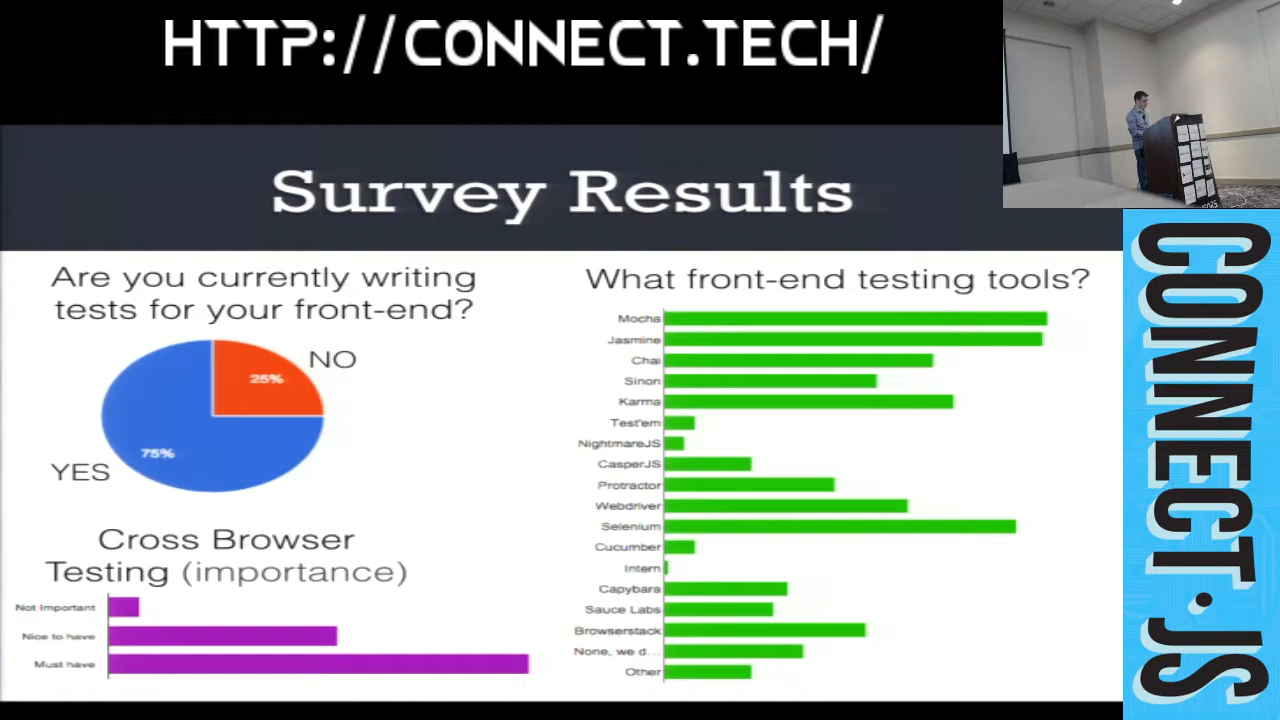 HTTP://CONNECT.TECH/
Survey Results
Are you currently writing
tests for your front-end?
NO
25%
75%
YES
Cross Browser
Testing (importance)
Not Important
Nice to have
Must have
What front-end testing tools?
Mocha
Jasmine
Chai
Sinon
Karma
Test'em
NightmareJS
CasperJS
Protractor
Webdriver
Selenium
Cucumber
Intern
Capybara
Sauce Labs
Browserstack
None, we d...
Other
CONNECT.JS